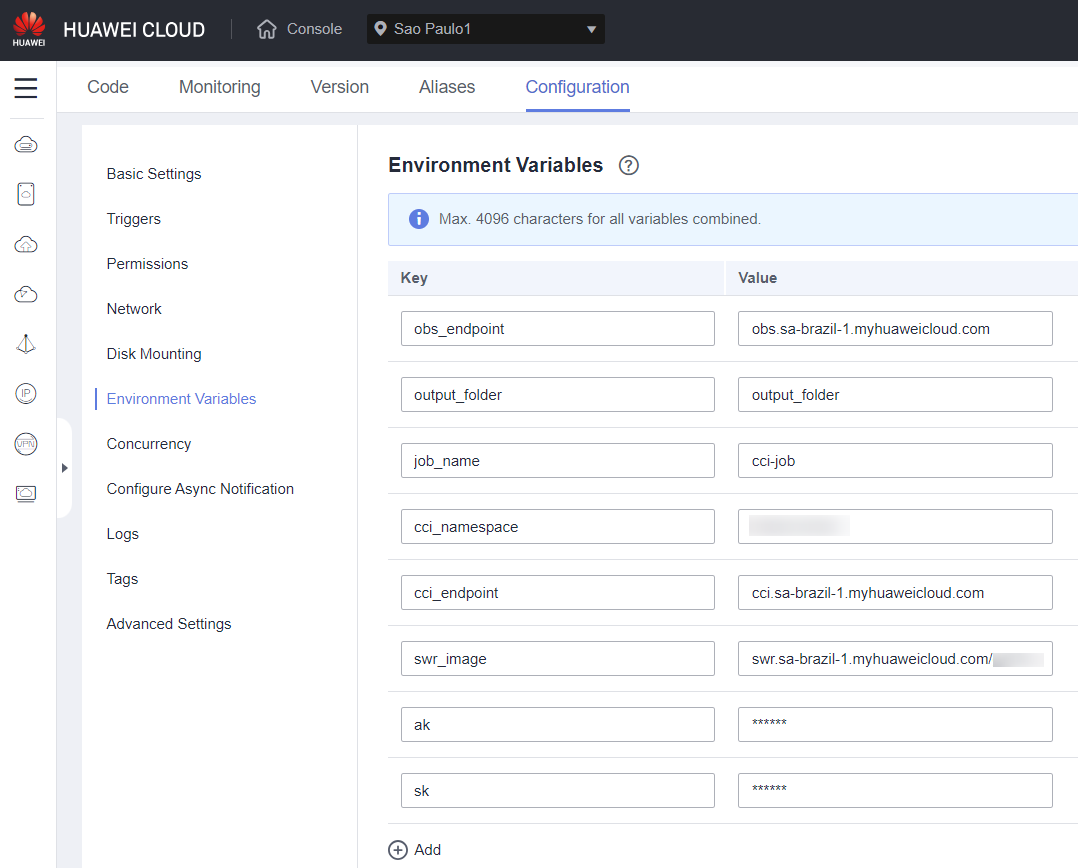 HUAWEI
HUAWEI CLOUD
Console
Sao Paulo1
Code
Monitoring
Version
Aliases
Configuration
Basic Settings
Triggers
Permissions
Network
Disk Mounting
Environment Variables
Concurrency
Configure Async Notification
Logs
Tags
Advanced Settings
IP
VPN
Environment Variables ?
i Max. 4096 characters for all variables combined.
Key Value
obs_endpoint obs.sa-brazil-1.myhuaweicloud.com
output_folder output_folder
job_name cci-job
cci_namespace
cci_endpoint cci.sa-brazil-1.myhuaweicloud.com
swr_image swr.sa-brazil-1.myhuaweicloud.com/
ak ******
sk ******
Add